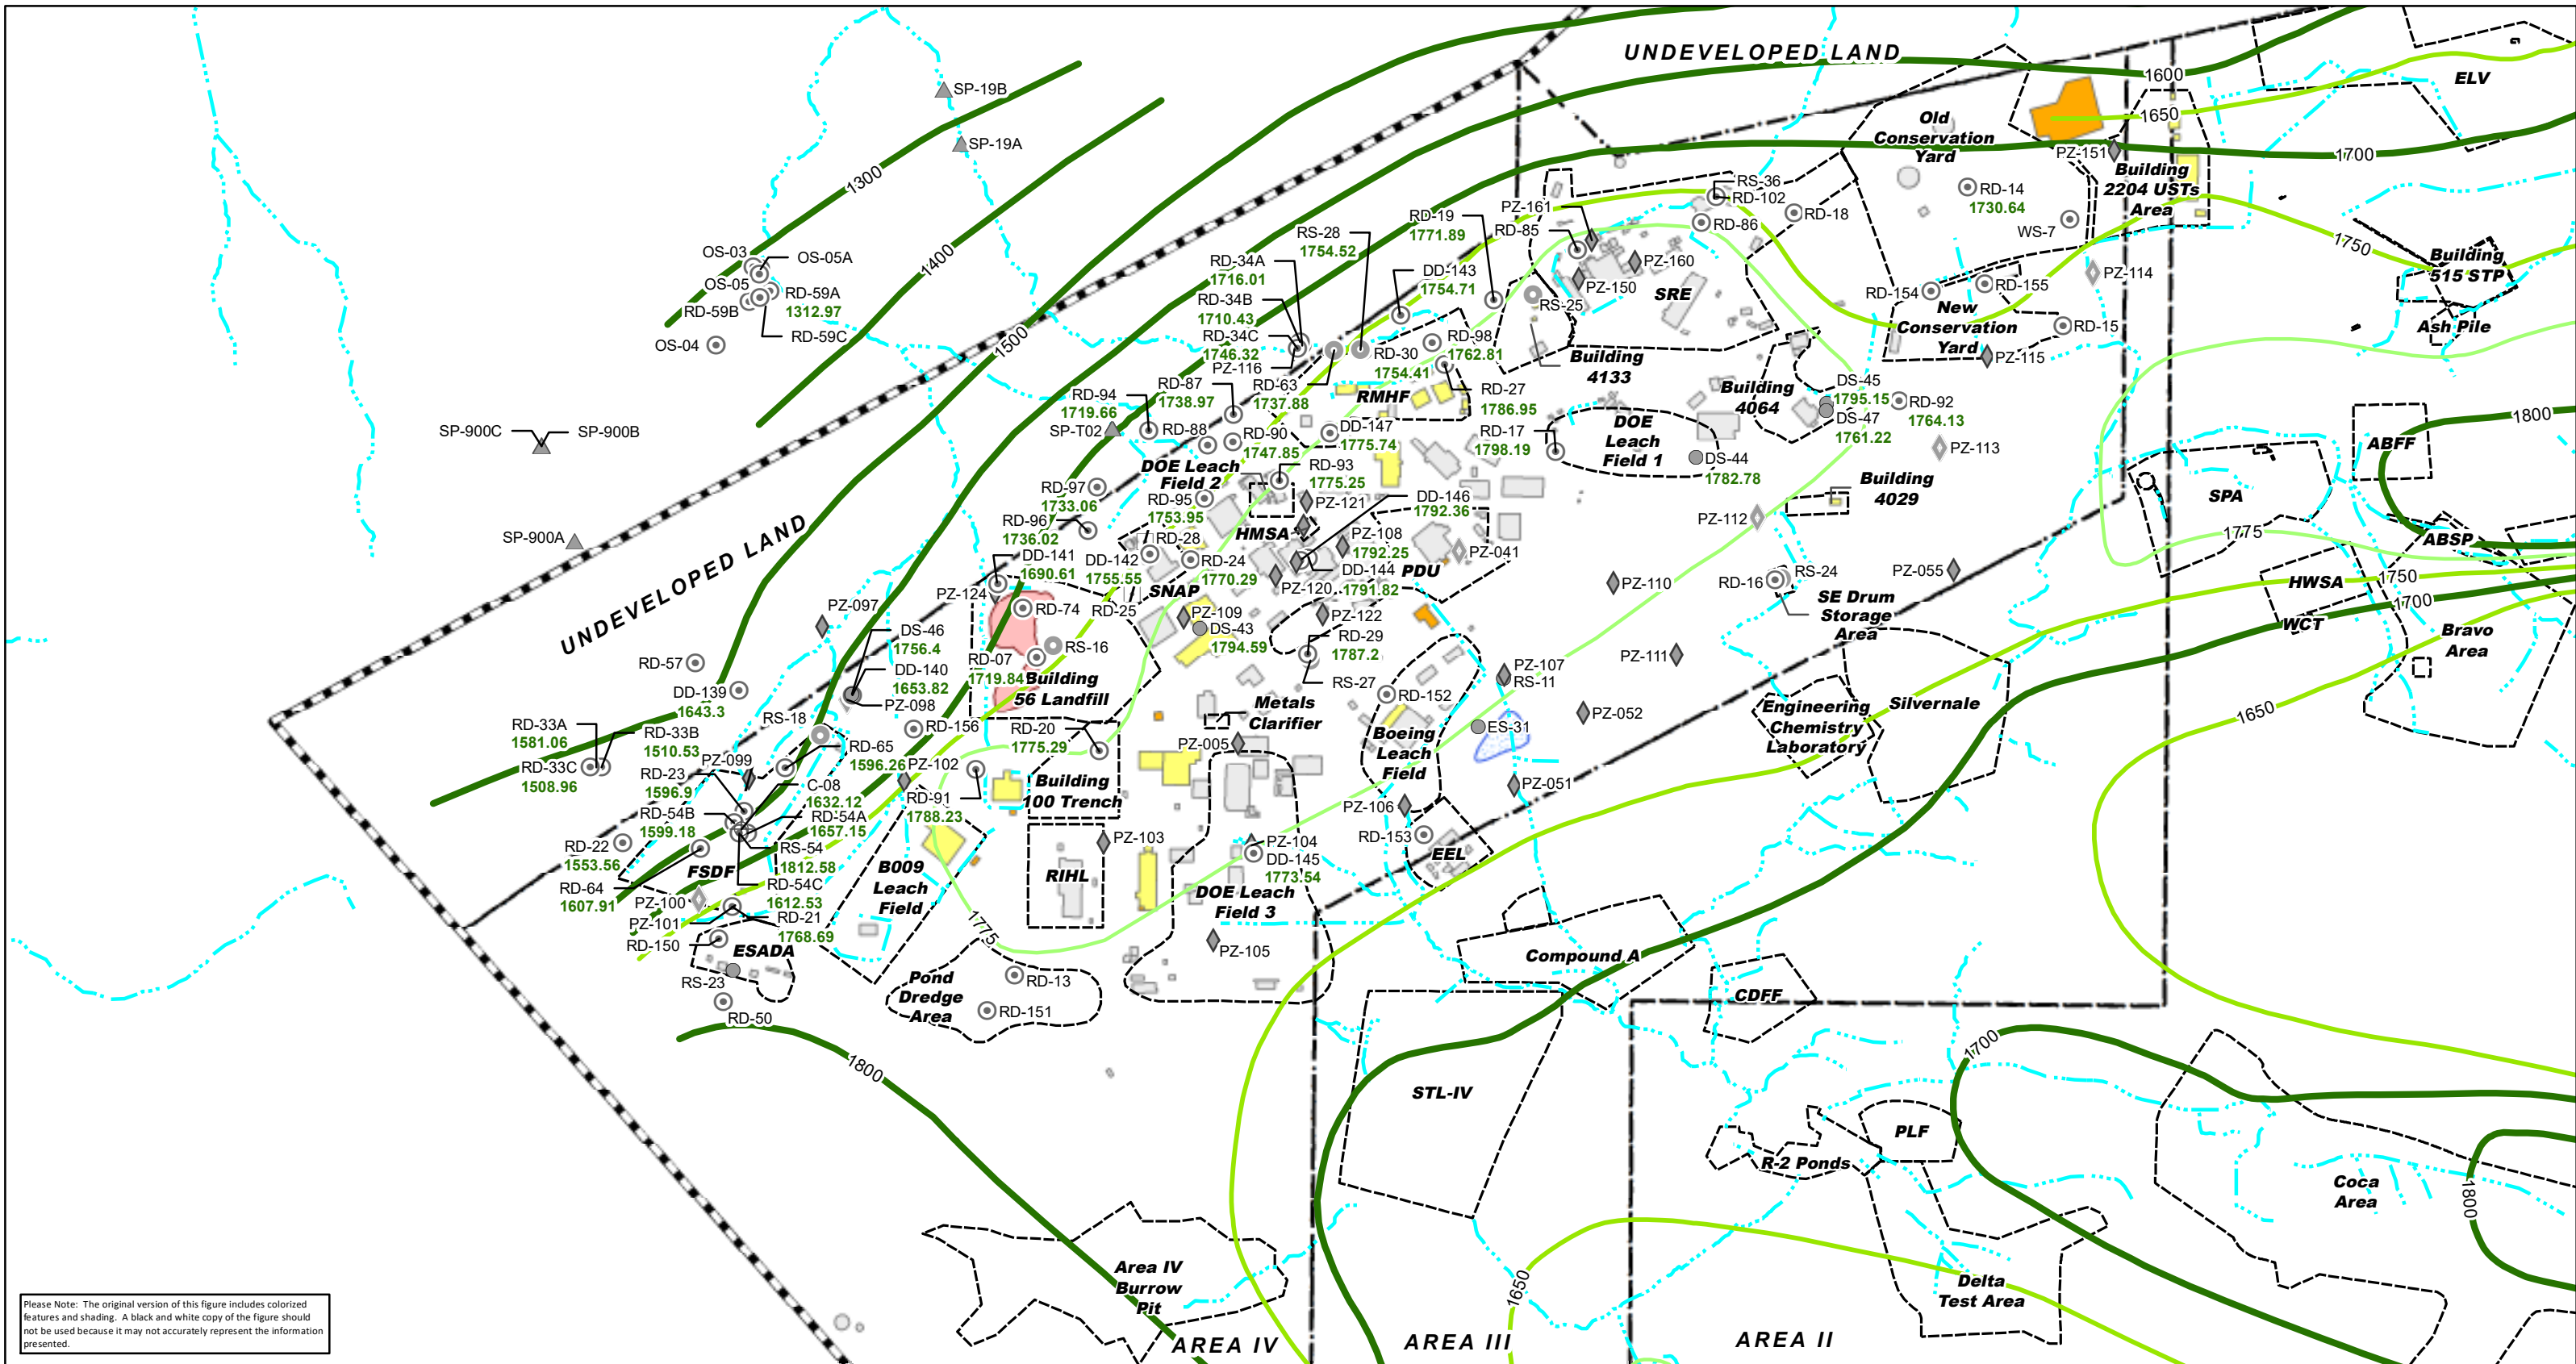 UNDEVELOPED LAND
1600
ELV
SP-19B
SP-19A
1650
Old
Conservation
Yard
PZ-151
1700
Building
2204 USTs
Area
1300
RD-14
1730.64
WS-7
1750
RS-36
RD-102
RD-18
RD-86
PZ-161
RD-85
RD-19
1771.89
RS-28
1754.52
PZ-160
PZ-150
SRE
RS-25
1400
OS-03
OS-05A
OS-05
RD-59A
1312.97
RD-59B
RD-59C
OS-04
RD-34A
1716.01
RD-34B
1710.43
RD-34C
1746.32
PZ-116
DD-143
1754.71
PZ-114
Building
515 STP
Ash Pile
RD-154
RD-155
New
Conservation
Yard
RD-15
PZ-115
1500
RD-98
1762.81
RD-30
1754.41
Building
4133
RD-63
1737.88
RMHF
RD-27
1786.95
RD-87
1738.97
RD-94
1719.66
SP-T02
RD-88
RD-90
1747.85
DD-147
1775.74
RD-17
1798.19
DOE
Leach
Field 1
Building
4064
DS-45
1795.15
DS-47
1761.22
RD-92
1764.13
DS-44
1782.78
PZ-113
Building
4029
PZ-112
1800
ABFF
SPA
1775
ABSP
HWSA
1750
1700
WCT
Bravo
Area
SP-900C
SP-900B
SP-900A
UNDEVELOPED LAND
DOE Leach
Field 2
RD-93
1775.25
RD-97
1733.06
RD-95
1753.95
PZ-121
DD-146
1792.36
RD-96
1736.02
HMSA
PZ-108
1792.25
PZ-041
RD-28
DD-141
1690.61
DD-142
1755.55
RD-24
1770.29
DD-144
1791.82
PDU
PZ-120
SNAP
PZ-124
RD-74
RD-25
PZ-109
PZ-122
DS-43
1794.59
RD-29
1787.2
RS-27
PZ-110
PZ-111
RD-16
RS-24
PZ-055
SE Drum
Storage
Area
PZ-097
DS-46
1756.4
RD-57
DD-140
1653.82
PZ-098
RD-07
1719.84
RS-16
Building
56 Landfill
DD-139
1643.3
PZ-107
RS-11
RD-152
PZ-052
ES-31
Metals
Clarifier
Boeing
Leach
Field
Engineering
Chemistry
Laboratory
Silvernale
1650
RD-33A
1581.06
RD-33B
1510.53
RD-33C
1508.96
RS-18
RD-156
RD-65
1596.26
RD-20
1775.29
PZ-005
PZ-099
RD-23
1596.9
PZ-102
RD-91
1788.23
Building
100 Trench
C-08
1632.12
RD-54B
1599.18
RD-54A
1657.15
PZ-051
PZ-106
RD-153
EEL
RD-22
1553.56
RS-54
1812.58
PZ-103
PZ-104
DD-145
1773.54
FSDF
RD-64
1607.91
RD-54C
1612.53
B009
Leach
Field
RIHL
DOE Leach
Field 3
PZ-100
PZ-101
RD-21
1768.69
RD-150
ESADA
1775
PZ-105
RS-23
RD-50
Pond
Dredge
Area
RD-13
RD-151
Compound A
CDFF
1800
1700
STL-IV
PLF
R-2 Ponds
Coca
Area
1800
Area IV
Burrow
Pit
1650
Delta
Test Area
AREA IV
AREA III
AREA II
Please Note: The original version of this figure includes colorized
features and shading. A black and white copy of the figure should
not be used because it may not accurately represent the information
presented.